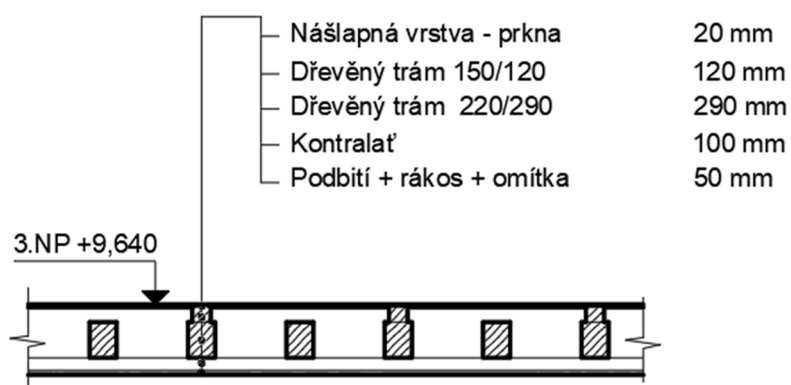 Nášlapná vrstva - prkna 20 mm
Dřevěný trám 150/120 120 mm
Dřevěný trám 220/290 290 mm
Kontralať 100 mm
Podbití + rákos + omítka 50 mm
3.NP +9,640